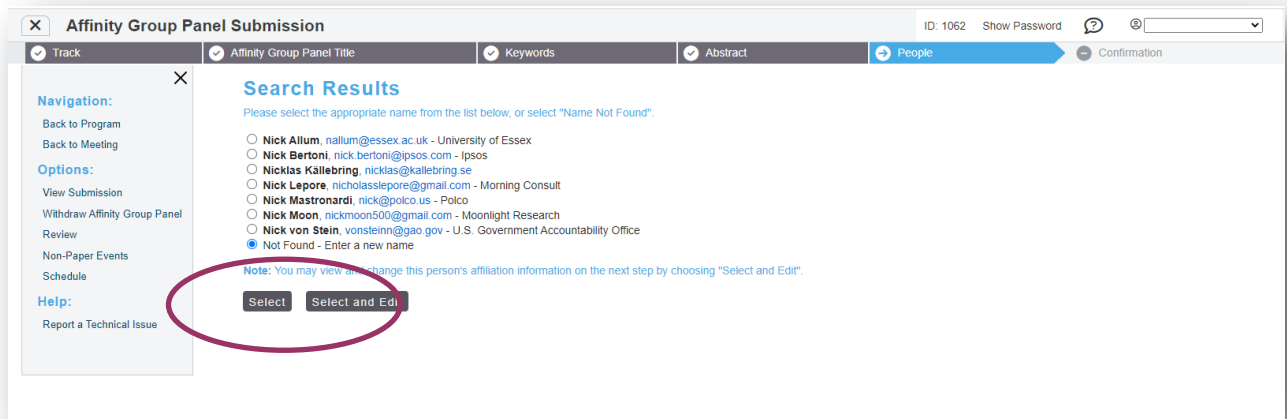 Affinity Group Panel Submission
ID: 1062 Show Password
Track
Affinity Group Panel Title
Keywords
Abstract
People
Confirmation
Navigation:
Back to Program
Back to Meeting
Options:
View Submission
Withdraw Affinity Group Panel
Review
Non-Paper Events
Schedule
Help:
Report a Technical Issue
Search Results
Please select the appropriate name from the list below, or select "Name Not Found".
Nick Allum, nallum@essex.ac.uk - University of Essex
Nick Bertoni, nick.bertoni@ipsos.com - Ipsos
Nicklas Källebring, nicklas@kallebring.se
Nick Lepore, nicholasslepore@gmail.com - Morning Consult
Nick Mastronardi, nick@polco.us - Polco
Nick Moon, nickmoon500@gmail.com - Moonlight Research
Nick von Stein, vonsteinn@gao.gov - U.S. Government Accountability Office
Not Found - Enter a new name
Note: You may view and change this person's affiliation information on the next step by choosing "Select and Edit".
Select
Select and Edit